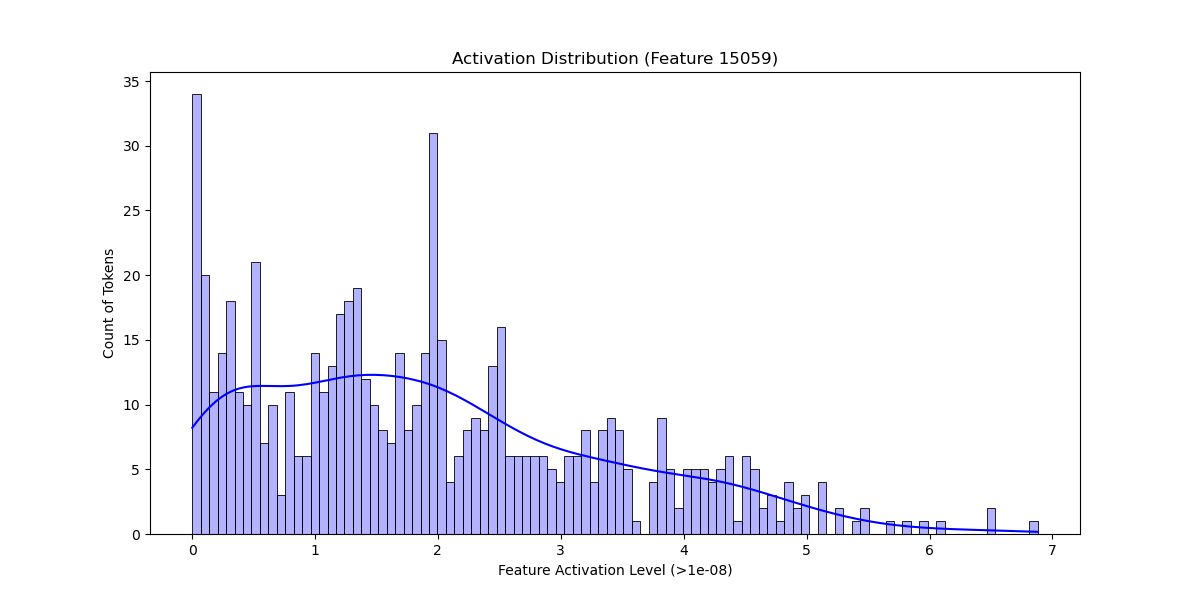 Activation Distribution (Feature 15059)
35
30
25
20
15
10
5
0
Count of Tokens
0 1 2 3 4 5 6 7
Feature Activation Level (>1e-08)